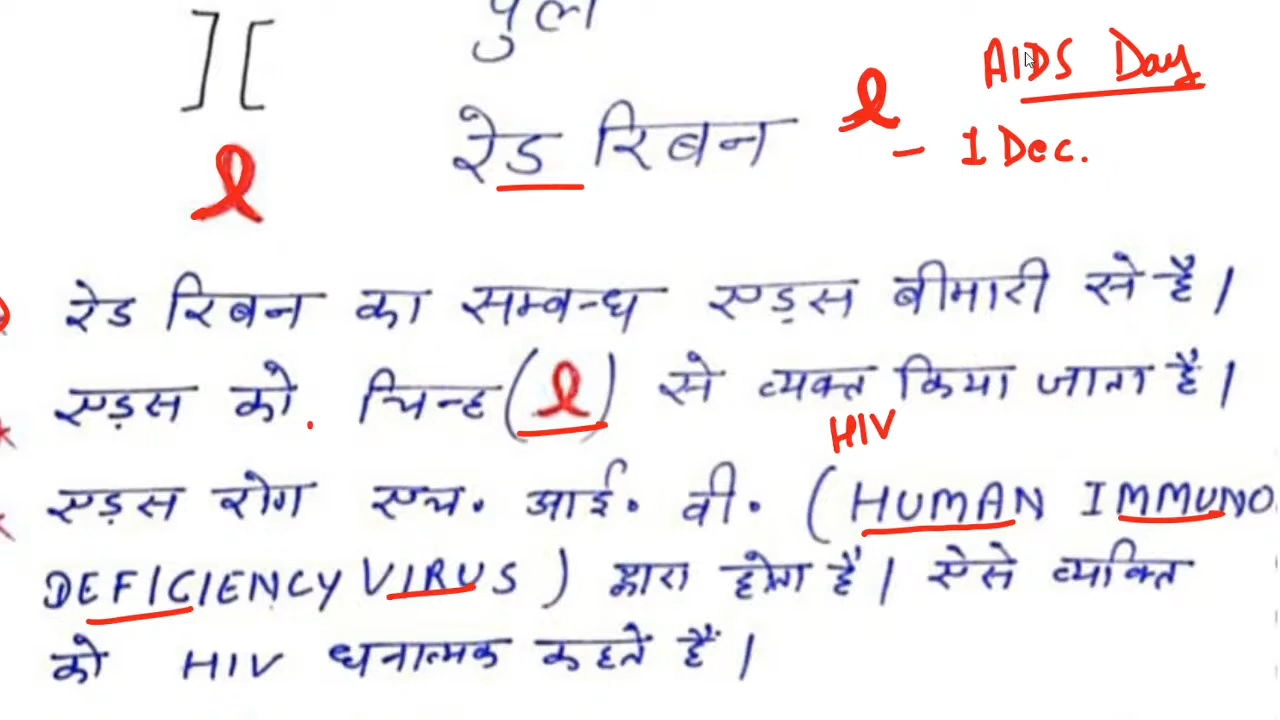 पुल
AIDS Day
रेड रिबन
- 1 Dec.
रेड रिबन का सम्बन्ध एड्स बीमारी से है।
एड्स को चिन्ह ( ) से व्यक्त किया जाता है।
HIV
एड्स रोग एच. आई. वी. (HUMAN IMMUNO
DEFICIENCY VIRUS) द्वारा होता है। ऐसे व्यक्ति
को HIV धनात्मक कहते हैं।